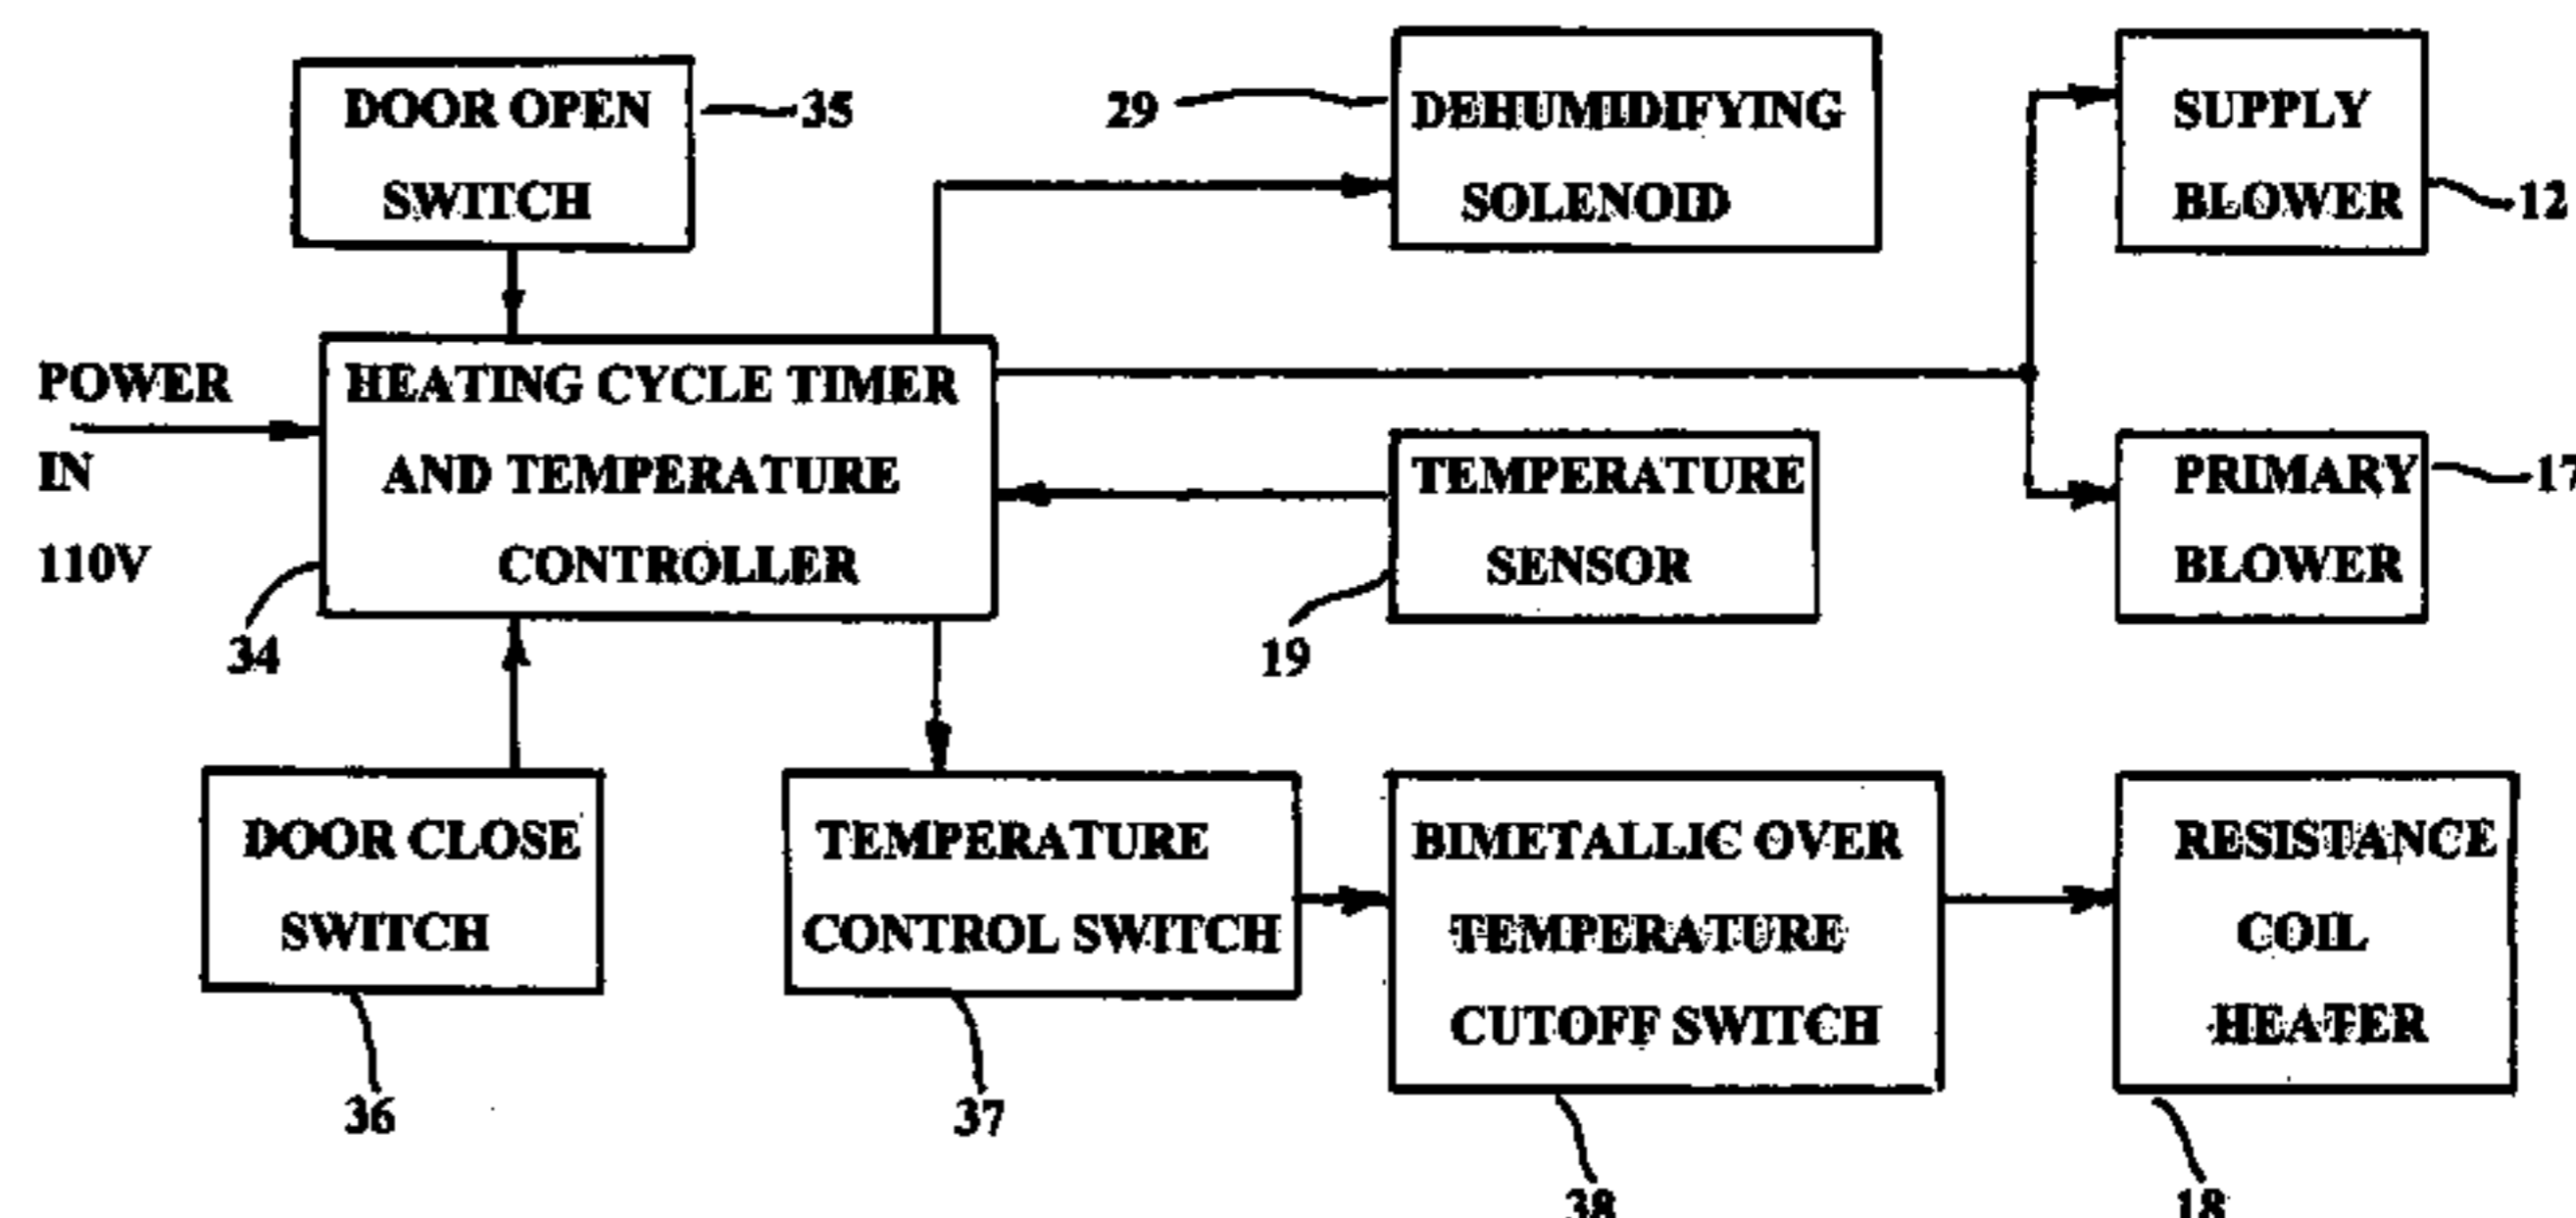 DOOR OPEN
SWITCH
35
29
DEHUMIDIFYING
SOLENOID
SUPPLY
BLOWER
12
POWER
IN
110V
HEATING CYCLE TIMER
AND TEMPERATURE
CONTROLLER
34
TEMPERATURE
SENSOR
19
PRIMARY
BLOWER
17
DOOR CLOSE
SWITCH
36
TEMPERATURE
CONTROL SWITCH
37
BIMETALLIC OVER
TEMPERATURE
CUTOFF SWITCH
38
RESISTANCE
COIL
HEATER
18